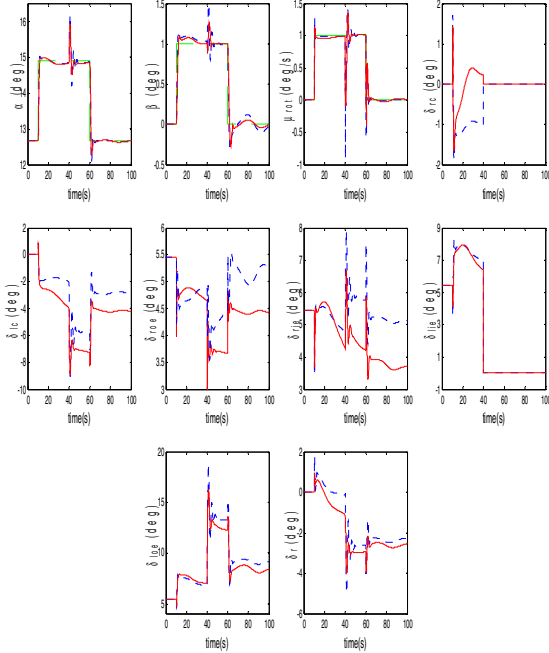 α (deg)
16
15
14
13
12
0 20 40 60 80 100
time(s)
β (deg)
1.5
1
0.5
0
-0.5
0 20 40 60 80 100
time(s)
μ rot (deg/s)
1.5
1
0.5
0
-0.5
0 20 40 60 80 100
time(s)
δ rc (deg)
2
1
0
-1
-2
0 20 40 60 80 100
time(s)
δ lc (deg)
2
0
-2
-4
-6
-8
-10
0 20 40 60 80 100
time(s)
δ roe (deg)
6
5.5
5
4.5
4
3.5
3
0 20 40 60 80 100
time(s)
δ rie (deg)
8
7
6
5
4
3
0 20 40 60 80 100
time(s)
δ lie (deg)
9
7
5
3
1
-1
0 20 40 60 80 100
time(s)
δ loe (deg)
20
15
10
5
0 20 40 60 80 100
time(s)
δ r (deg)
2
0
-2
-4
-6
0 20 40 60 80 100
time(s)